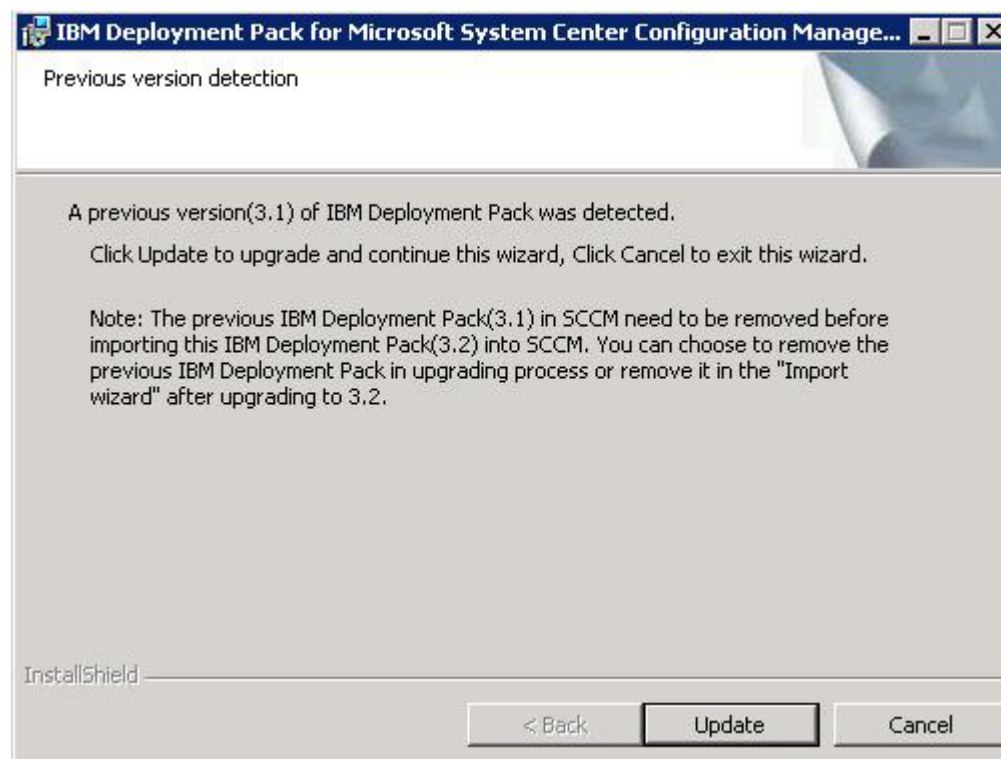 IBM Deployment Pack for Microsoft System Center Configuration Manage...
Previous version detection
A previous version(3.1) of IBM Deployment Pack was detected.
Click Update to upgrade and continue this wizard, Click Cancel to exit this wizard.
Note: The previous IBM Deployment Pack(3.1) in SCCM need to be removed before
importing this IBM Deployment Pack(3.2) into SCCM. You can choose to remove the
previous IBM Deployment Pack in upgrading process or remove it in the "Import
wizard" after upgrading to 3.2.
InstallShield
< Back Update Cancel